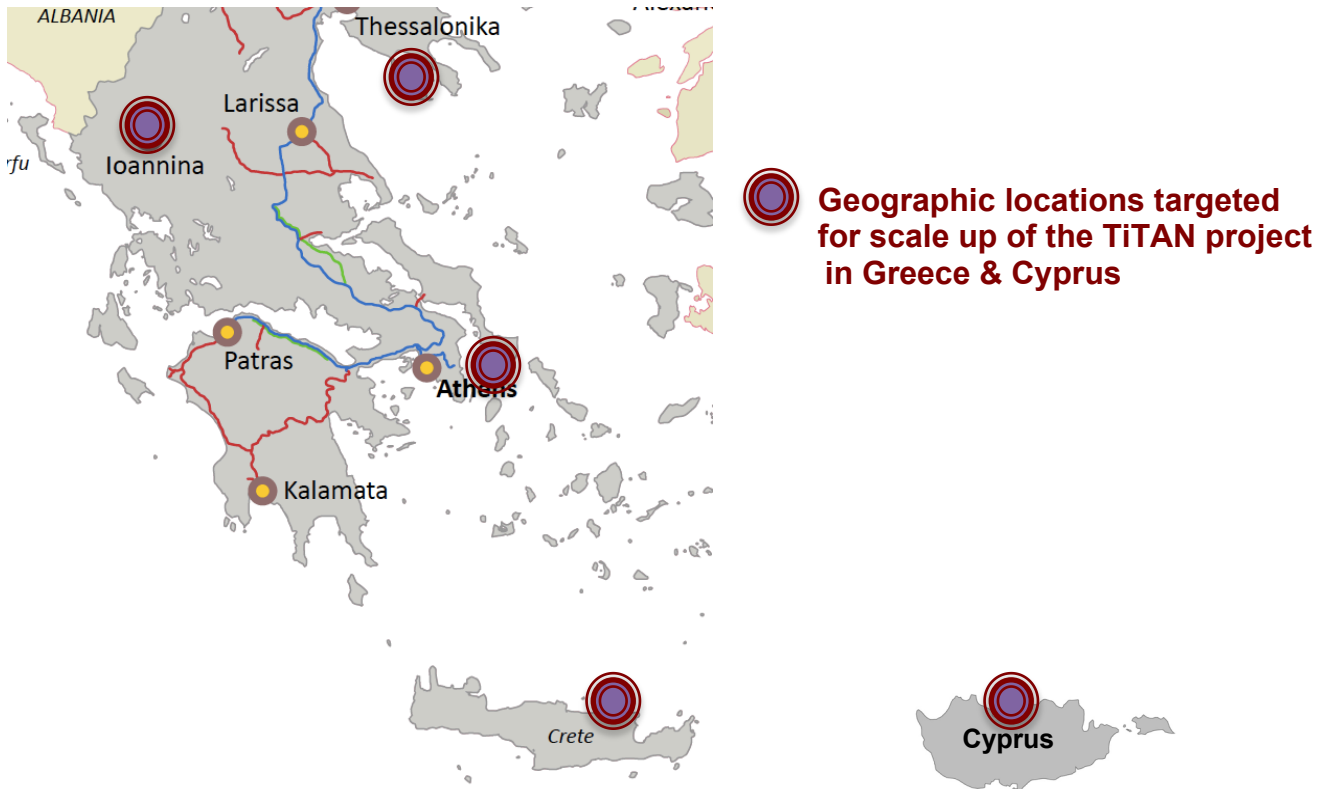 ALBANIA
Thessalonika
Larissa
Ioannina
rfu
Patras
Athens
Kalamata
Crete
Cyprus
Geographic locations targeted
for scale up of the TiTAN project
in Greece & Cyprus